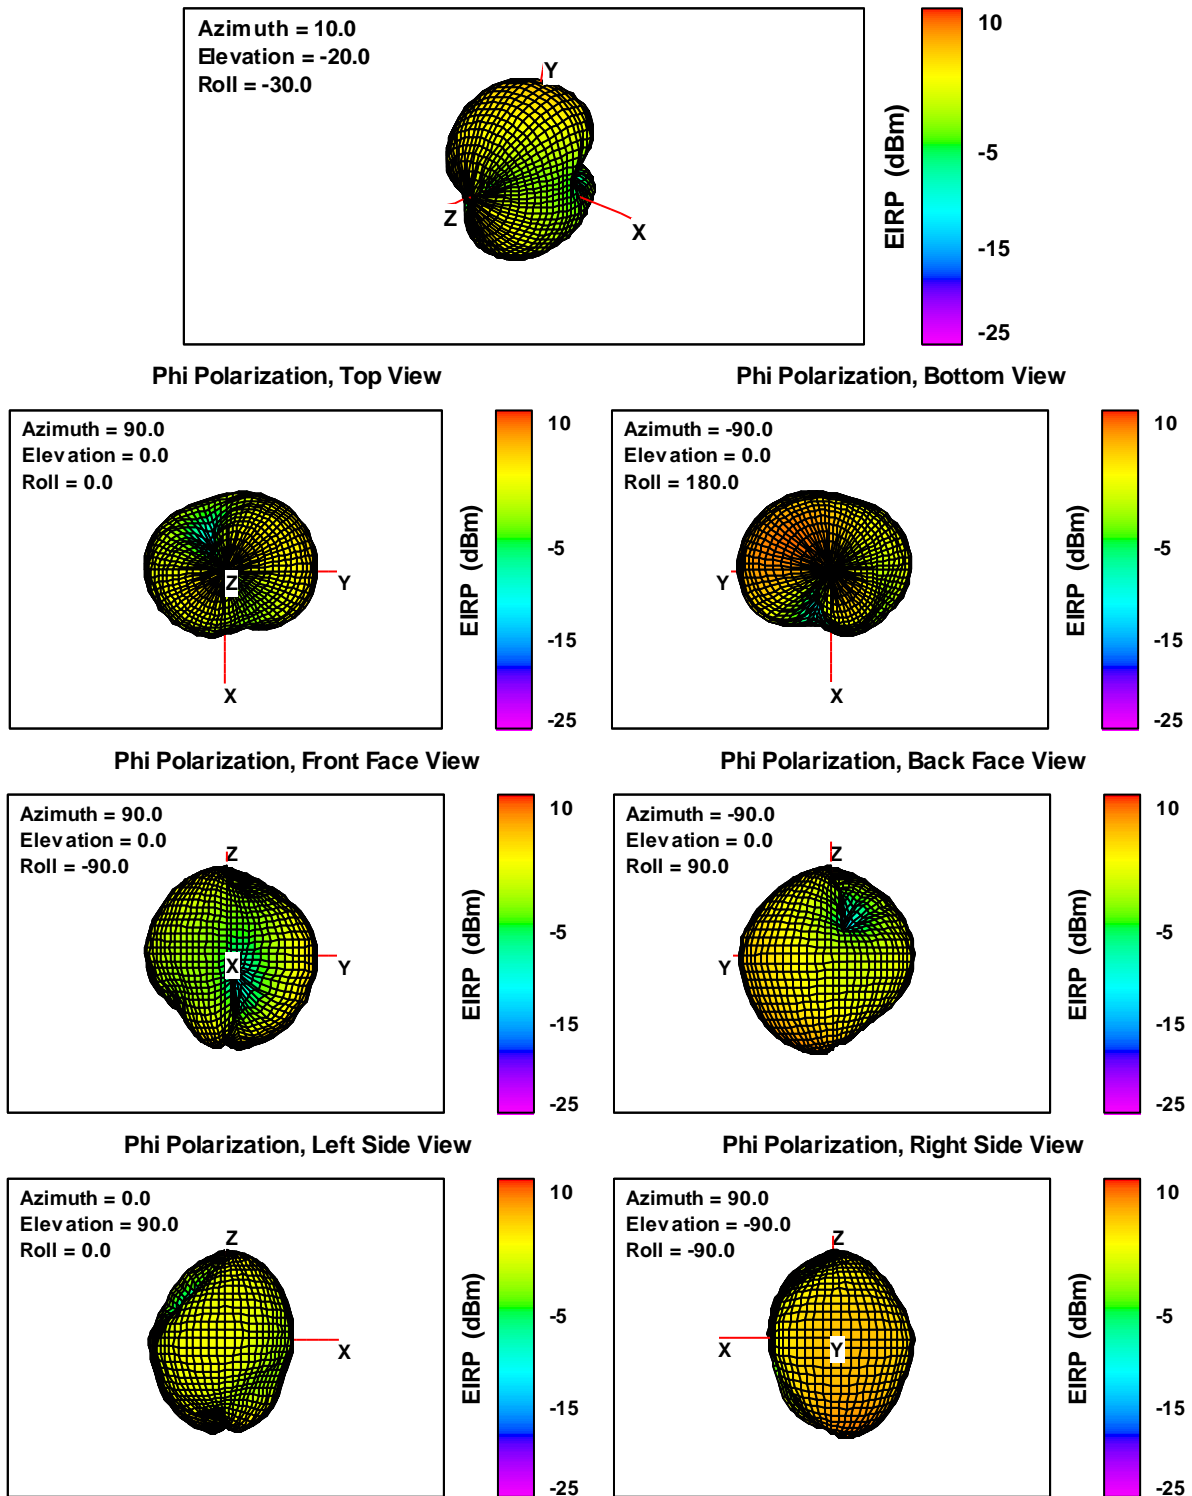 Azimuth = 10.0
Elevation = -20.0
Roll = -30.0
Y
Z
X
EIRP (dBm)
10
-5
-15
-25
Phi Polarization, Top View
Azimuth = 90.0
Elevation = 0.0
Roll = 0.0
Z
Y
X
EIRP (dBm)
10
-5
-15
-25
Phi Polarization, Bottom View
Azimuth = -90.0
Elevation = 0.0
Roll = 180.0
Y
X
EIRP (dBm)
10
-5
-15
-25
Phi Polarization, Front Face View
Azimuth = 90.0
Elevation = 0.0
Roll = -90.0
Z
X
Y
EIRP (dBm)
10
-5
-15
-25
Phi Polarization, Back Face View
Azimuth = -90.0
Elevation = 0.0
Roll = 90.0
Z
Y
EIRP (dBm)
10
-5
-15
-25
Phi Polarization, Left Side View
Azimuth = 0.0
Elevation = 90.0
Roll = 0.0
Z
X
EIRP (dBm)
10
-5
-15
-25
Phi Polarization, Right Side View
Azimuth = 90.0
Elevation = -90.0
Roll = -90.0
Z
X
Y
EIRP (dBm)
10
-5
-15
-25